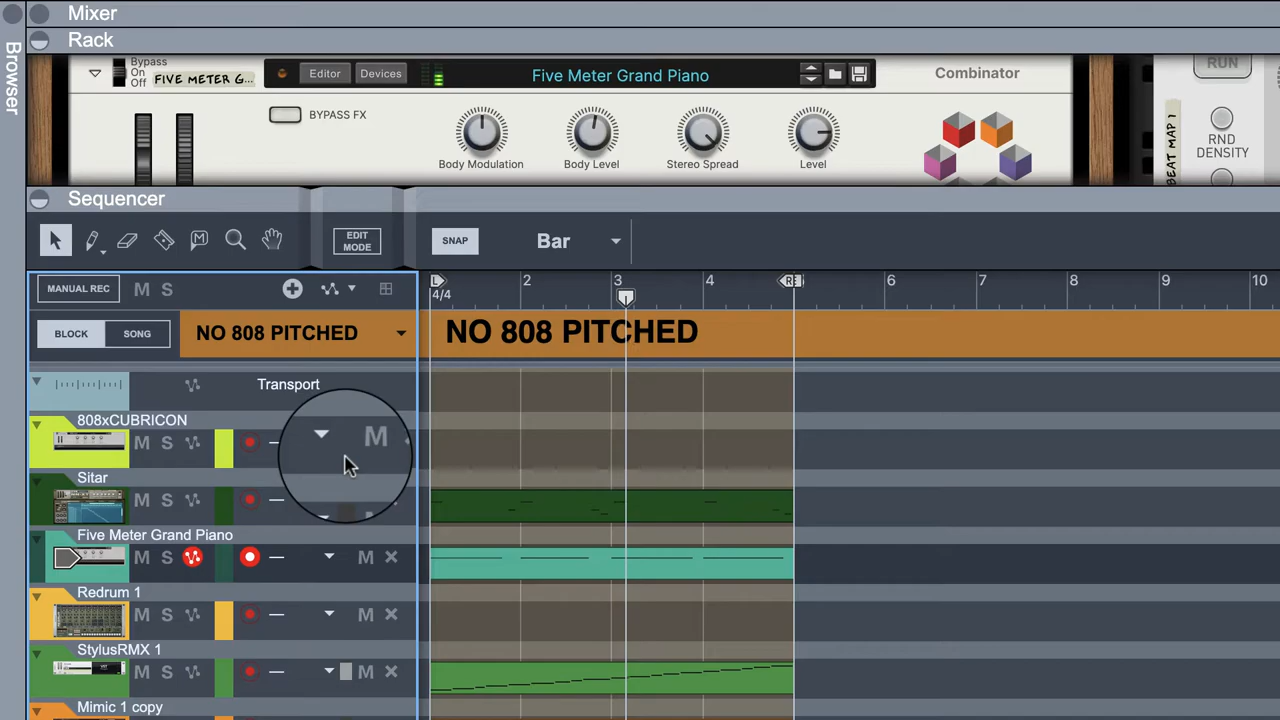 Browser
Mixer
Rack
Bypass
On
Off
FIVE METER G...
Editor
Devices
Five Meter Grand Piano
Combinator
BYPASS FX
Body Modulation
Body Level
Stereo Spread
Level
RUN
RND
DENSITY
BEAT MAP 1
Sequencer
EDIT
MODE
SNAP
Bar
MANUAL REC
M S
L
2 3 4 6 7 8 9 10
4/4
BLOCK
SONG
NO 808 PITCHED
NO 808 PITCHED
Transport
808xCUBRICON
M S
M
Sitar
M S
Five Meter Grand Piano
M S M
Redrum 1
M S M
StylusRMX 1
M S M
Mimic 1 copy